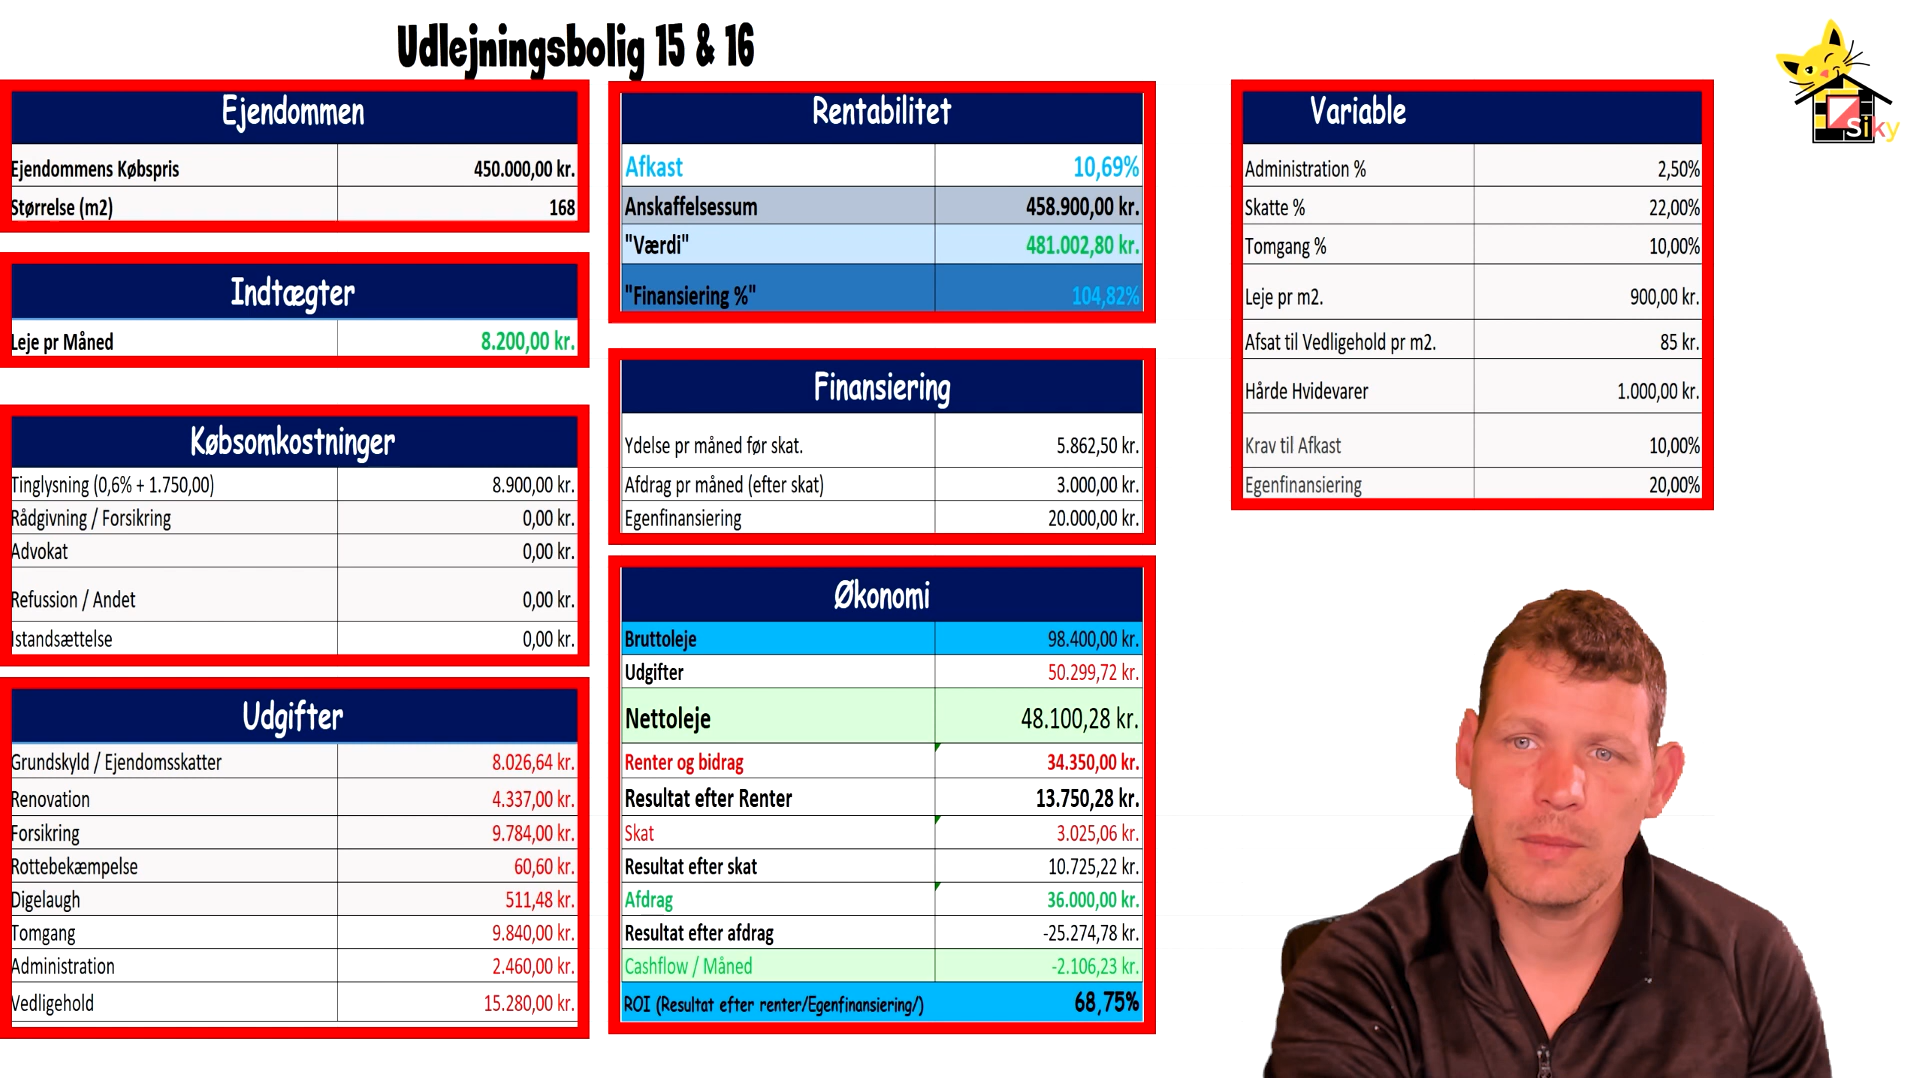 Udlejningsbolig 15 & 16
Ejendommen
Ejendommens Købspris 450.000,00 kr.
Størrelse (m2) 168
Indtægter
Leje pr Måned 8.200,00 kr.
Købsomkostninger
Tinglysning (0,6% + 1.750,00) 8.900,00 kr.
Rådgivning / Forsikring 0,00 kr.
Advokat 0,00 kr.
Refussion / Andet 0,00 kr.
Istandsættelse 0,00 kr.
Udgifter
Grundskyld / Ejendomsskatter 8.026,64 kr.
Renovation 4.337,00 kr.
Forsikring 9.784,00 kr.
Rottebekæmpelse 60,60 kr.
Digelaugh 511,48 kr.
Tomgang 9.840,00 kr.
Administration 2.460,00 kr.
Vedligehold 15.280,00 kr.
Rentabilitet
Afkast 10,69%
Anskaffelsessum 458.900,00 kr.
"Værdi" 481.002,80 kr.
"Finansiering %" 104,82%
Finansiering
Ydelse pr måned før skat. 5.862,50 kr.
Afdrag pr måned (efter skat) 3.000,00 kr.
Egenfinansiering 20.000,00 kr.
Økonomi
Bruttoleje 98.400,00 kr.
Udgifter 50.299,72 kr.
Nettoleje 48.100,28 kr.
Renter og bidrag 34.350,00 kr.
Resultat efter Renter 13.750,28 kr.
Skat 3.025,06 kr.
Resultat efter skat 10.725,22 kr.
Afdrag 36.000,00 kr.
Resultat efter afdrag -25.274,78 kr.
Cashflow / Måned -2.106,23 kr.
ROI (Resultat efter renter/Egenfinansiering/) 68,75%
Variable
Administration % 2,50%
Skatte % 22,00%
Tomgang % 10,00%
Leje pr m2. 900,00 kr.
Afsat til Vedligehold pr m2. 85 kr.
Hårde Hvidevarer 1.000,00 kr.
Krav til Afkast 10,00%
Egenfinansiering 20,00%
Siky